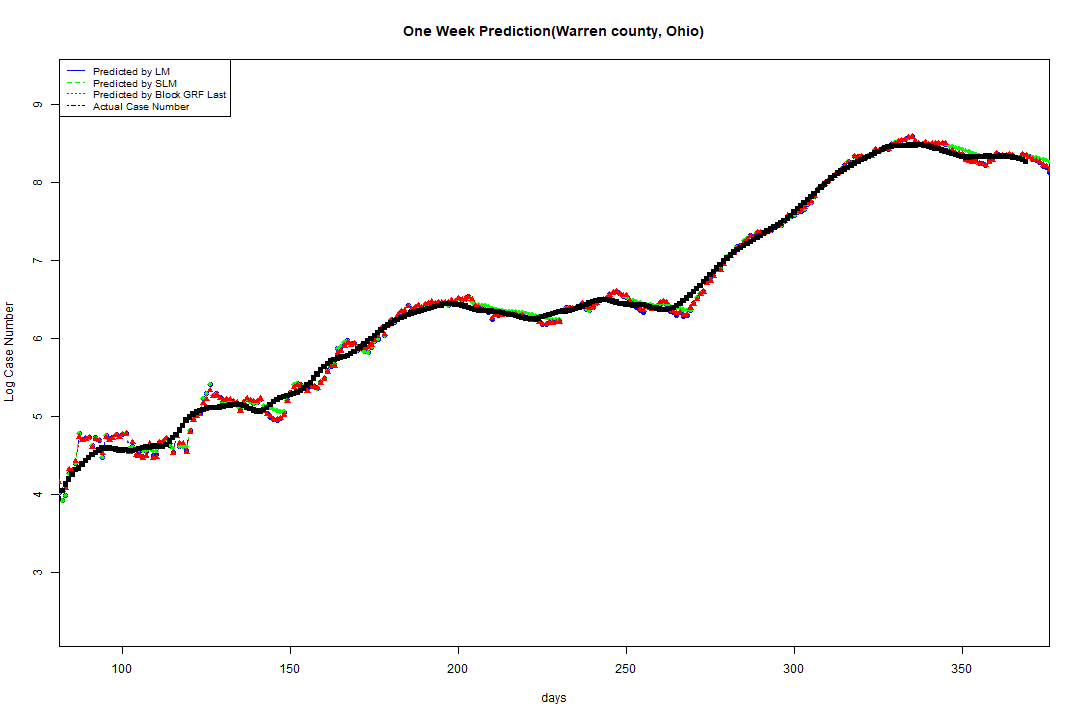 One Week Prediction(Warren county, Ohio)
Predicted by LM
Predicted by SLM
Predicted by Block GRF Last
Actual Case Number
Log Case Number
9
8
7
6
5
4
3
100 150 200 250 300 350
days